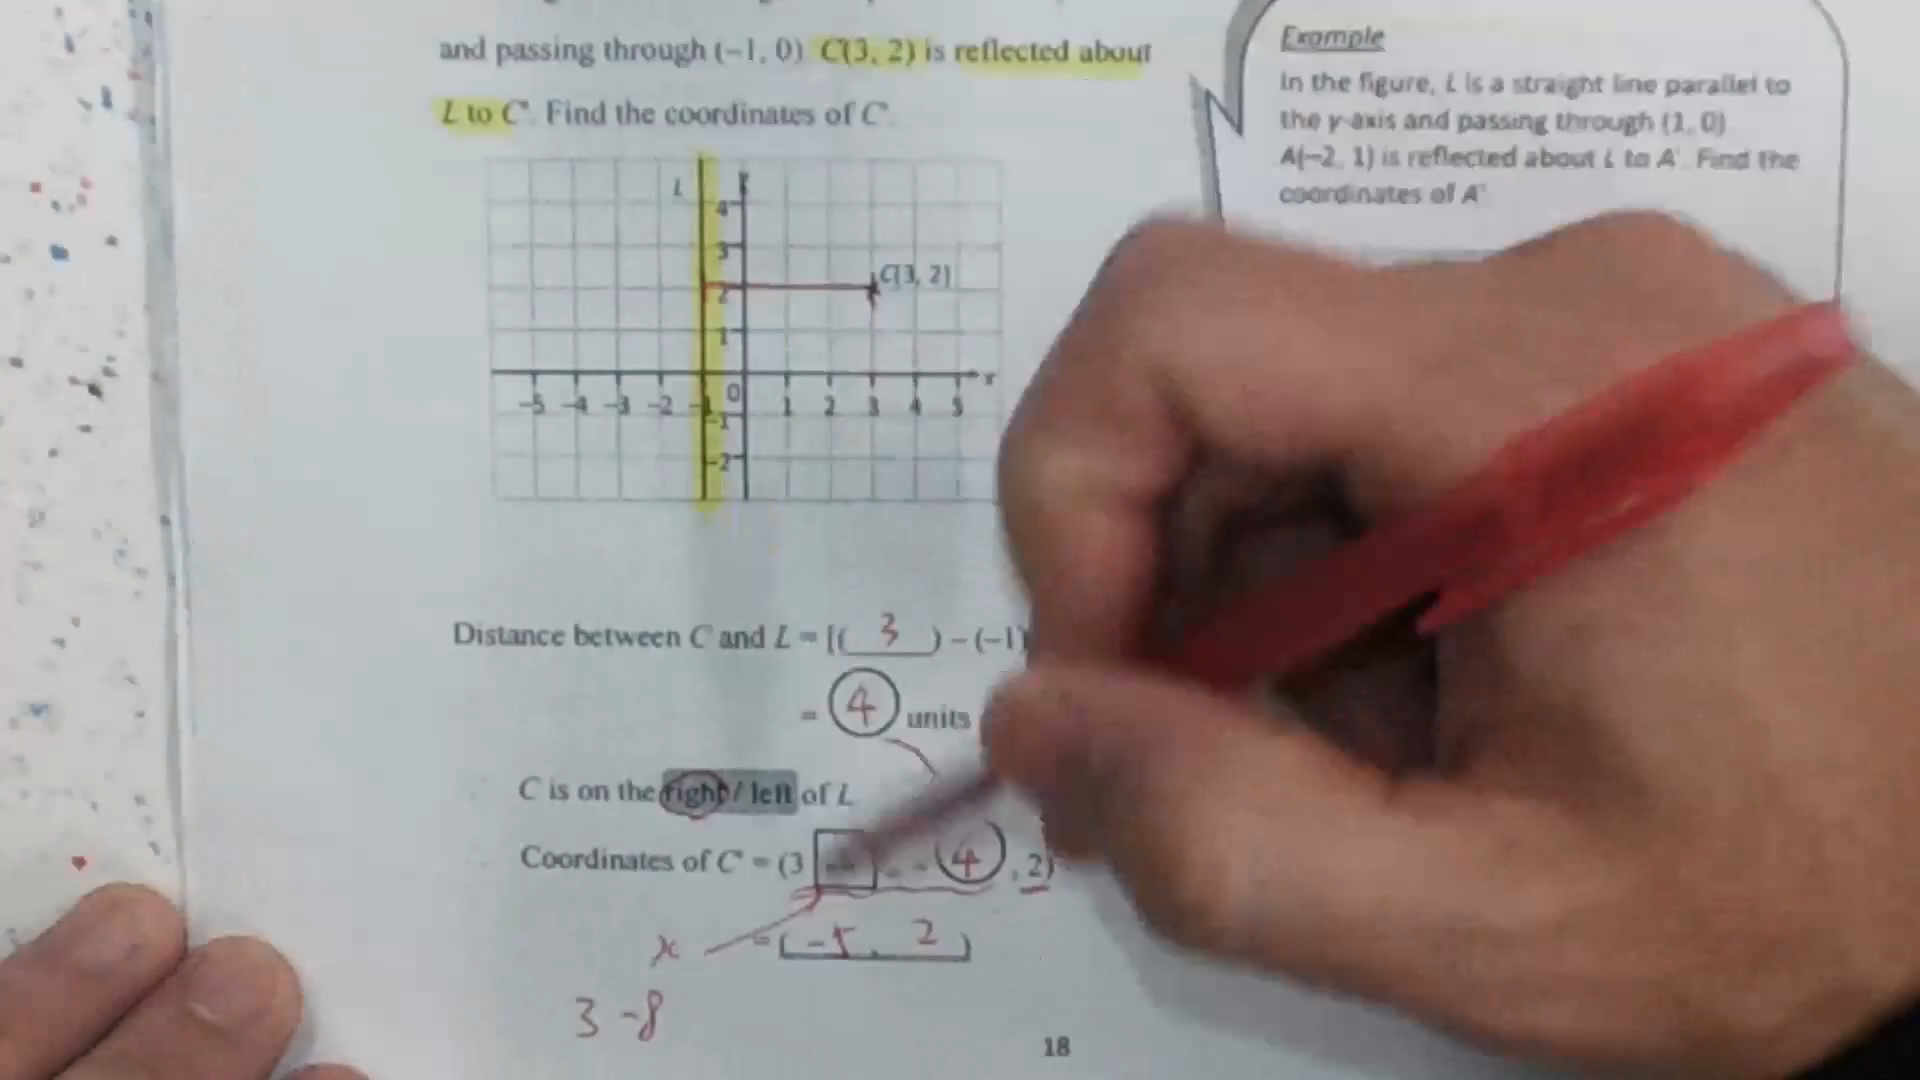 and passing through (−1, 0). C(3, 2) is reflected about
L to C'. Find the coordinates of C'.
L
y
4
3
C(3, 2)
2
1
x
0
−5 −4 −3 −2 −1 1 2 3 4 5
−1
−2
Distance between C and L = [( 3 ) − (−1)
= 4 units
C is on the right / left of L
Coordinates of C' = (3 − 4 , 2)
x = ( −5 , 2 )
3 −8
18
Example
In the figure, L is a straight line parallel to
the y-axis and passing through (1, 0).
A(−2, 1) is reflected about L to A'. Find the
coordinates of A'